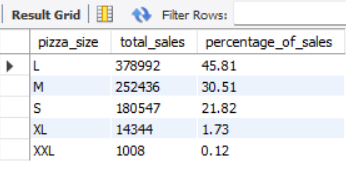 Result Grid Filter Rows:
pizza_size total_sales percentage_of_sales
L 378992 45.81
M 252436 30.51
S 180547 21.82
XL 14344 1.73
XXL 1008 0.12